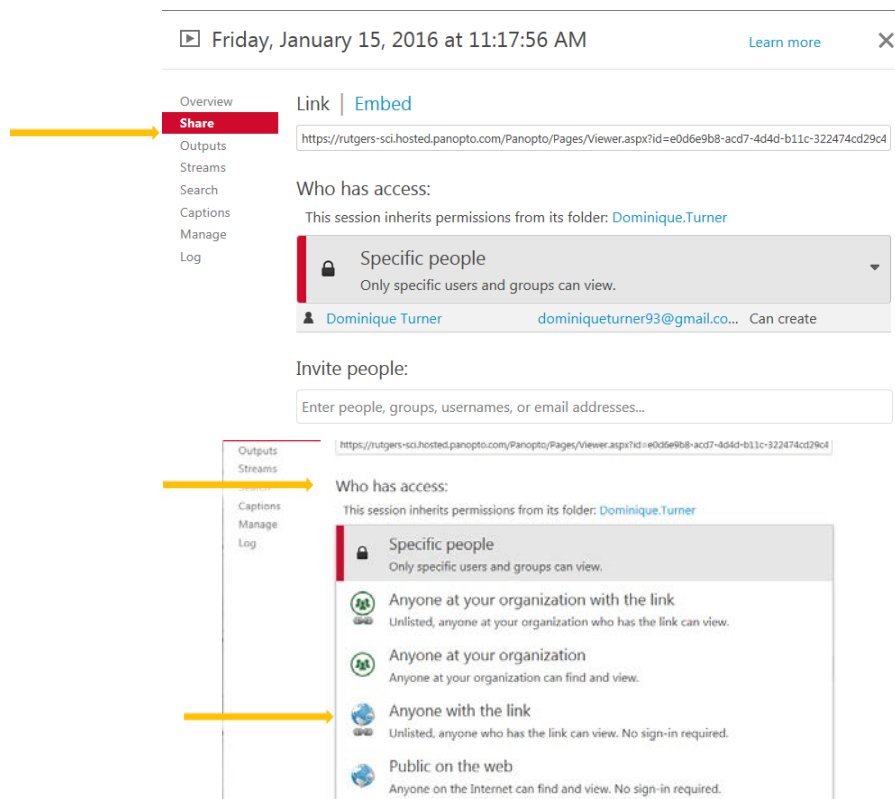 Friday, January 15, 2016 at 11:17:56 AM
Learn more
Overview
Share
Outputs
Streams
Search
Captions
Manage
Log
Link | Embed
https://rutgers-sci.hosted.panopto.com/Panopto/Pages/Viewer.aspx?id=e0d6e9b8-acd7-4d4d-b11c-322474cd29c4
Who has access:
This session inherits permissions from its folder: Dominique.Turner
Specific people
Only specific users and groups can view.
Dominique Turner dominiqueturner93@gmail.co... Can create
Invite people:
Enter people, groups, usernames, or email addresses...
Outputs
Streams
Captions
Manage
Log
https://rutgers-sci.hosted.panopto.com/Panopto/Pages/Viewer.aspx?id=e0d6e9b8-acd7-4d4d-b11c-322474cd29c4
Who has access:
This session inherits permissions from its folder: Dominique.Turner
Specific people
Only specific users and groups can view.
Anyone at your organization with the link
Unlisted, anyone at your organization who has the link can view.
Anyone at your organization
Anyone at your organization can find and view.
Anyone with the link
Unlisted, anyone who has the link can view. No sign-in required.
Public on the web
Anyone on the Internet can find and view. No sign-in required.